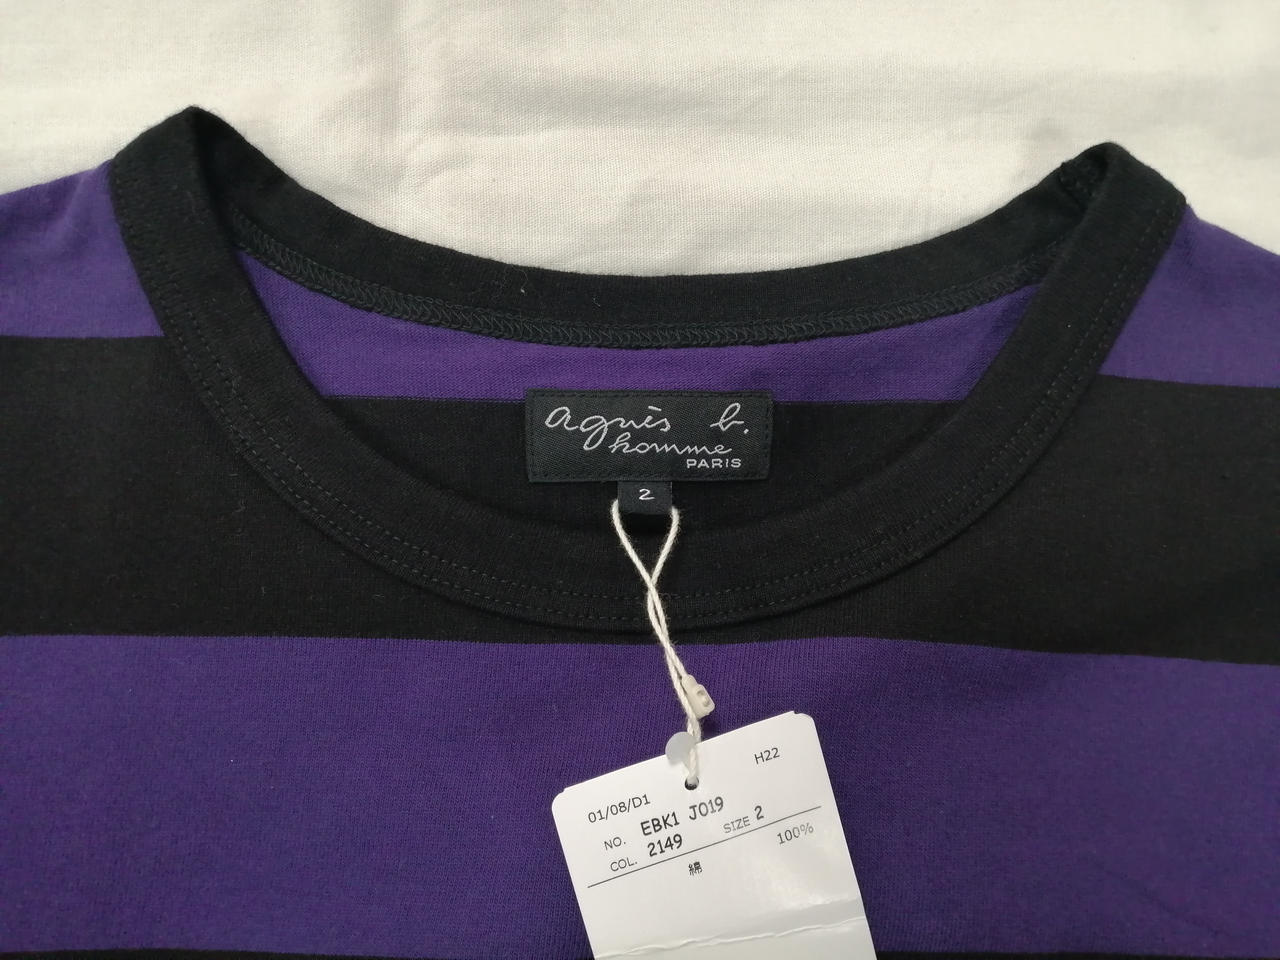 agnès b.
homme
PARIS
2
H22
01/08/D1
NO. EBK1 J019
COL. 2149 SIZE 2
綿 100%